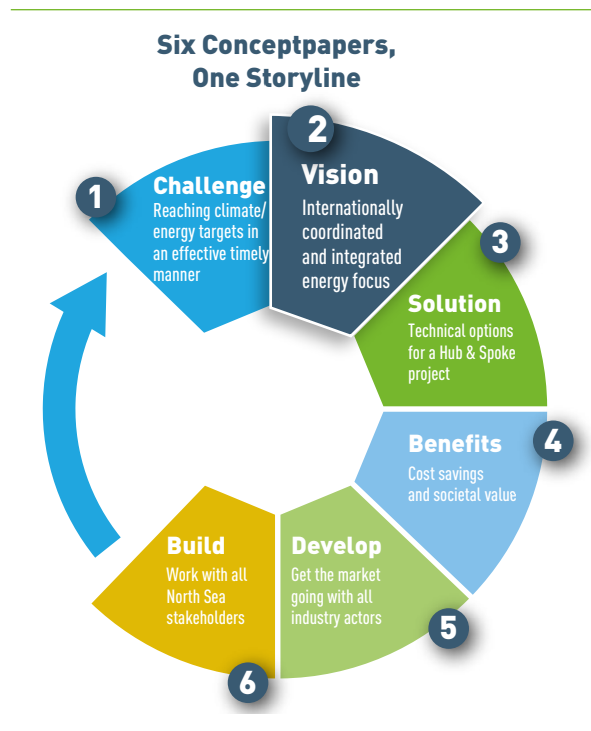 Six Conceptpapers,
One Storyline
1
Challenge
Reaching climate/
energy targets in
an effective timely
manner
2
Vision
Internationally
coordinated
and integrated
energy focus
3
Solution
Technical options
for a Hub & Spoke
project
4
Benefits
Cost savings
and societal value
5
Develop
Get the market
going with all
industry actors
6
Build
Work with all
North Sea
stakeholders